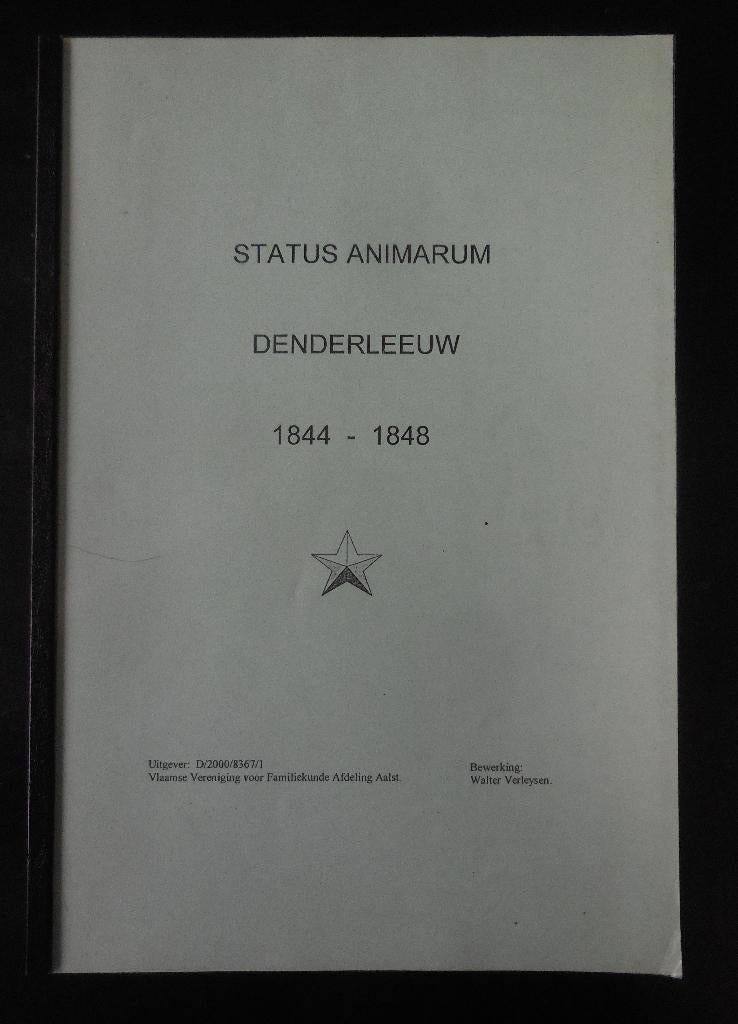 STATUS ANIMARUM
DENDERLEEUW
1844 - 1848
Uitgever: D/2000/8367/1
Vlaamse Vereniging voor Familiekunde Afdeling Aalst.
Bewerking:
Walter Verleysen.